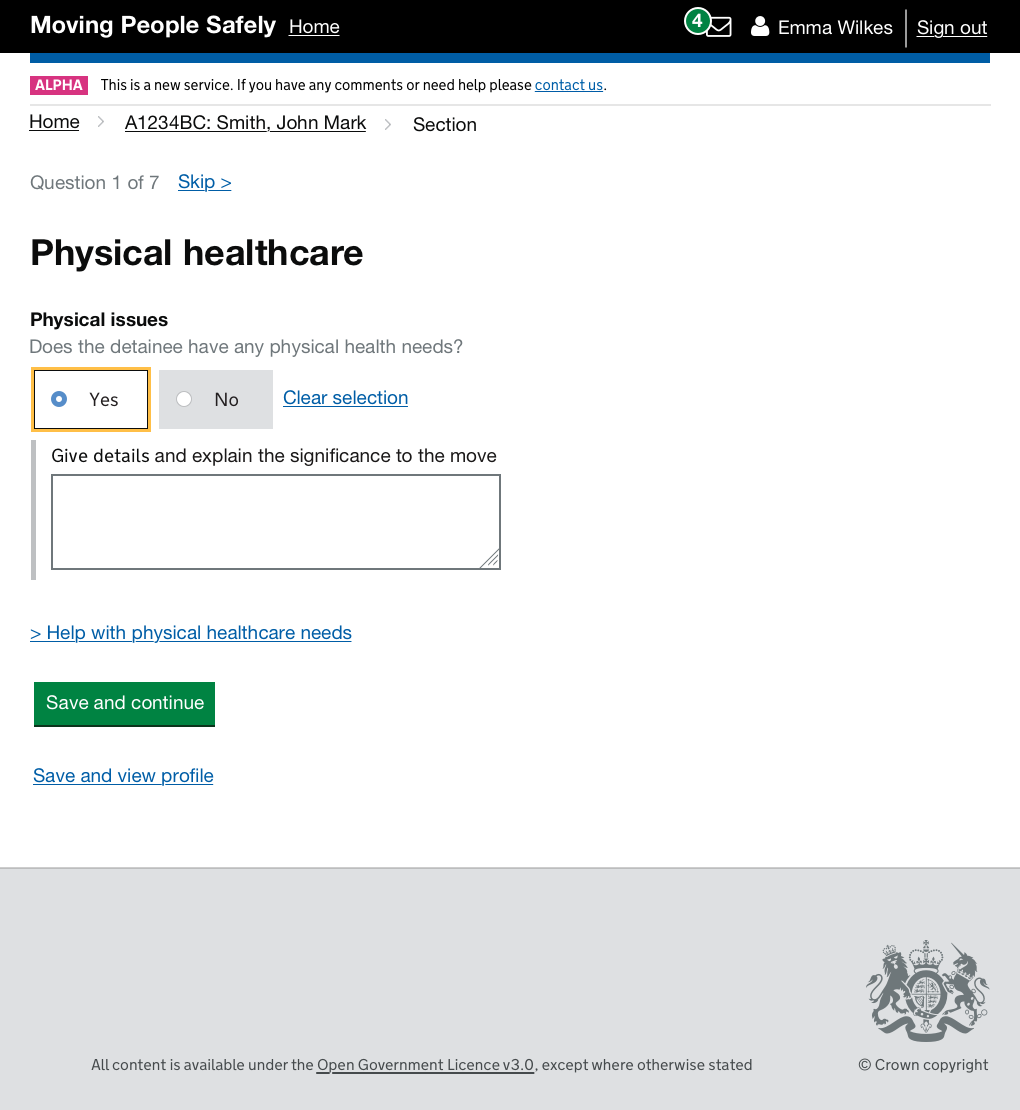 Moving People Safely Home 4 Emma Wilkes Sign out
ALPHA This is a new service. If you have any comments or need help please contact us.
Home A1234BC: Smith, John Mark Section
Question 1 of 7 Skip >
Physical healthcare
Physical issues
Does the detainee have any physical health needs?
Yes No Clear selection
Give details and explain the significance to the move
> Help with physical healthcare needs
Save and continue
Save and view profile
All content is available under the Open Government Licence v3.0, except where otherwise stated © Crown copyright